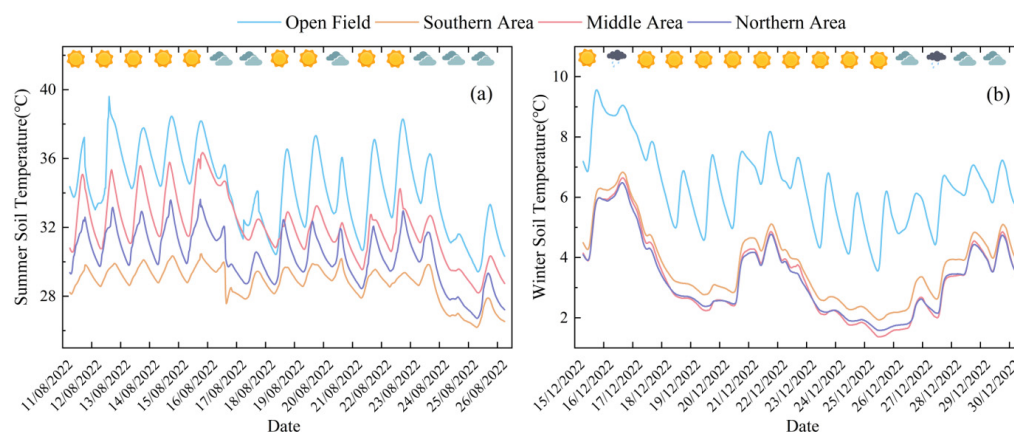 Open Field Southern Area Middle Area Northern Area
(a)
Summer Soil Temperature(℃)
40
36
32
28
11/08/2022 12/08/2022 13/08/2022 14/08/2022 15/08/2022 16/08/2022 17/08/2022 18/08/2022 19/08/2022 20/08/2022 21/08/2022 22/08/2022 23/08/2022 24/08/2022 25/08/2022 26/08/2022
Date
(b)
Winter Soil Temperature(℃)
10
8
6
4
2
15/12/2022 16/12/2022 17/12/2022 18/12/2022 19/12/2022 20/12/2022 21/12/2022 22/12/2022 23/12/2022 24/12/2022 25/12/2022 26/12/2022 27/12/2022 28/12/2022 29/12/2022 30/12/2022
Date